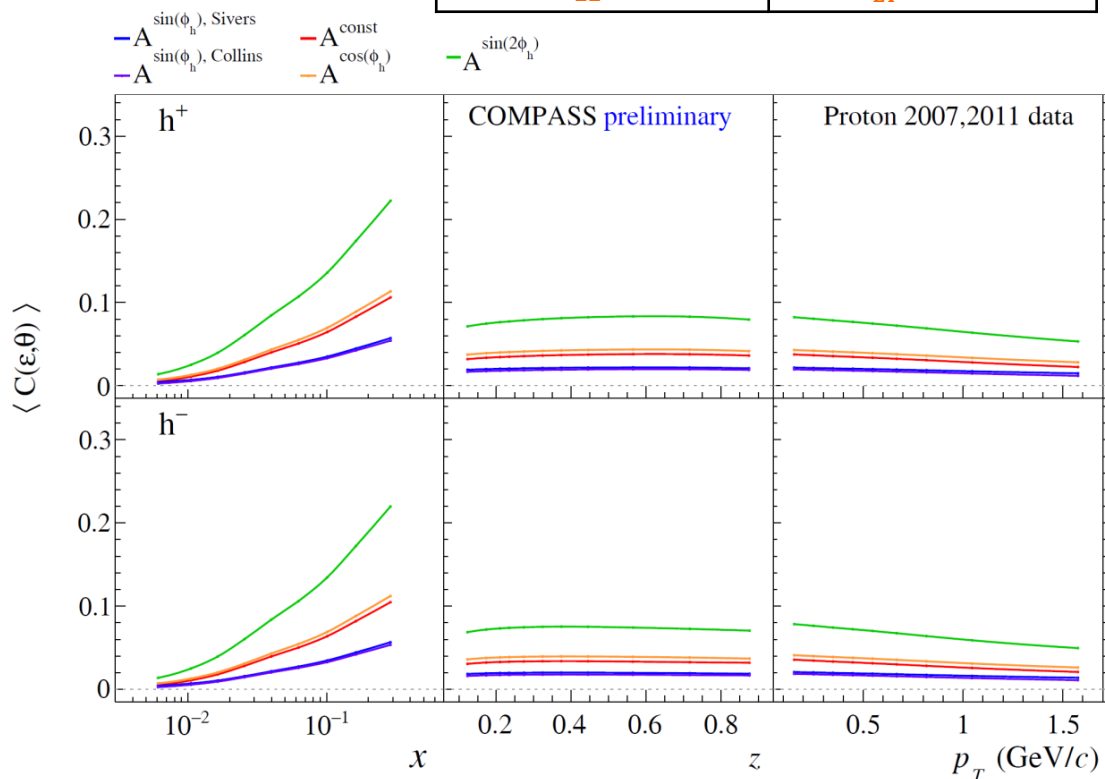 A^sin(ϕ_h), Sivers
A^const
A^sin(2ϕ_h)
A^sin(ϕ_h), Collins
A^cos(ϕ_h)
h⁺
COMPASS preliminary
Proton 2007,2011 data
0.3
0.2
0.1
0
⟨ C(ε,θ) ⟩
h⁻
0.3
0.2
0.1
0
10⁻² 10⁻¹
0.2 0.4 0.6 0.8
0.5 1 1.5
x
z
p_T (GeV/c)